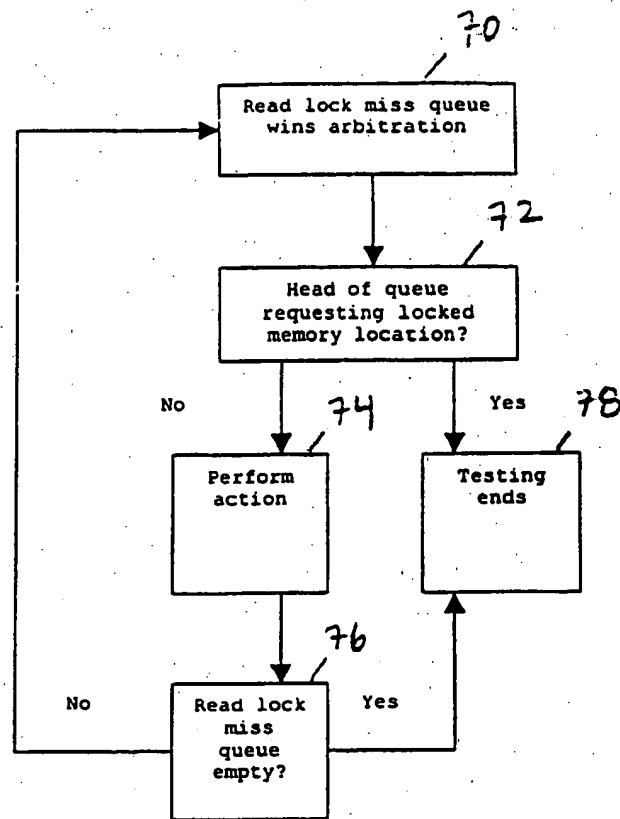 70
Read lock miss queue
wins arbitration
72
Head of queue
requesting locked
memory location?
No
74
Yes
78
Perform
action
Testing
ends
76
No
Read lock
miss
queue
empty?
Yes